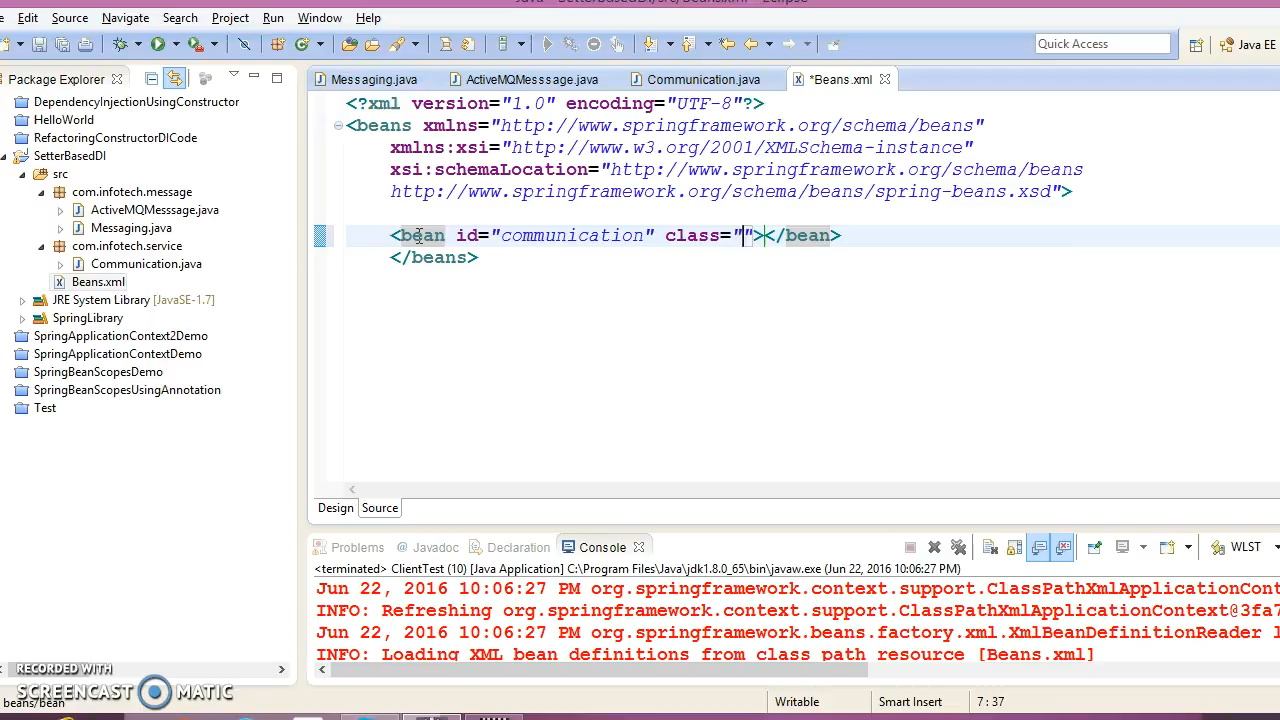 Java - SetterBasedDI/src/Beans.xml - Eclipse
Edit Source Navigate Search Project Run Window Help
Quick Access
Java EE
Package Explorer
Messaging.java ActiveMQMesssage.java Communication.java *Beans.xml
DependencyInjectionUsingConstructor
HelloWorld
RefactoringConstructorDICode
SetterBasedDI
src
com.infotech.message
ActiveMQMesssage.java
Messaging.java
com.infotech.service
Communication.java
Beans.xml
JRE System Library [JavaSE-1.7]
SpringLibrary
SpringApplicationContext2Demo
SpringApplicationContextDemo
SpringBeanScopesDemo
SpringBeanScopesUsingAnnotation
Test
<?xml version="1.0" encoding="UTF-8"?>
<beans xmlns="http://www.springframework.org/schema/beans"
xmlns:xsi="http://www.w3.org/2001/XMLSchema-instance"
xsi:schemaLocation="http://www.springframework.org/schema/beans
http://www.springframework.org/schema/beans/spring-beans.xsd">
<bean id="communication" class=""></bean>
</beans>
Design Source
Problems @ Javadoc Declaration Console
WLST
<terminated> ClientTest (10) [Java Application] C:\Program Files\Java\jdk1.8.0_65\bin\javaw.exe (Jun 22, 2016 10:06:27 PM)
Jun 22, 2016 10:06:27 PM org.springframework.context.support.ClassPathXmlApplicationCont
INFO: Refreshing org.springframework.context.support.ClassPathXmlApplicationContext@3fa7
Jun 22, 2016 10:06:27 PM org.springframework.beans.factory.xml.XmlBeanDefinitionReader l
INFO: Loading XML bean definitions from class path resource [Beans.xml]
RECORDED WITH
SCREENCAST MATIC
beans/bean
Writable
Smart Insert
7 : 37